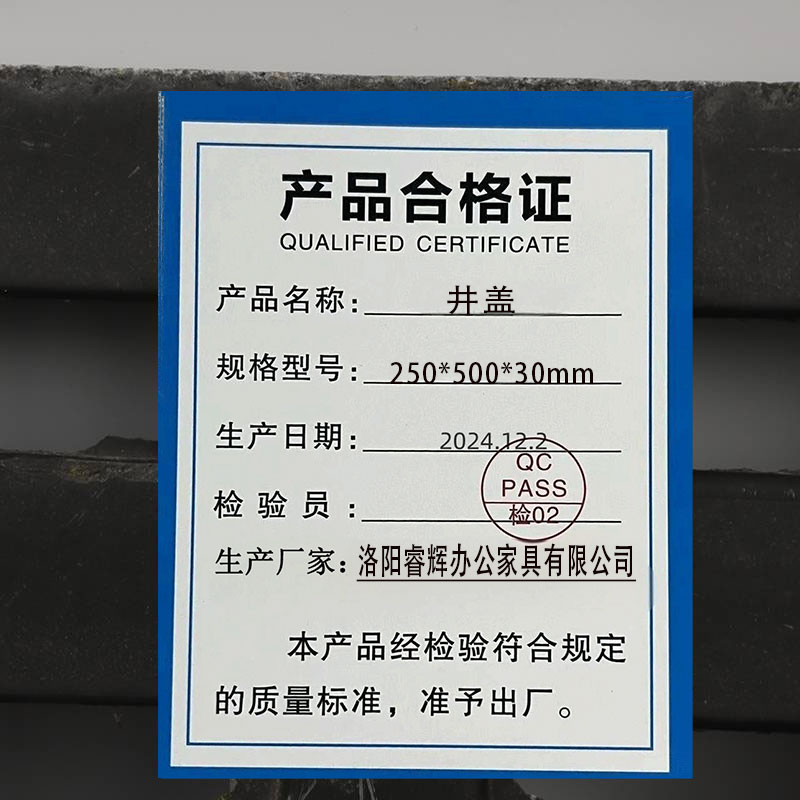 产品合格证
QUALIFIED CERTIFICATE
产品名称: 井盖
规格型号: 250*500*30mm
生产日期: 2024.12.2
QC
PASS
检验员:
检02
生产厂家: 洛阳睿辉办公家具有限公司
本产品经检验符合规定
的质量标准，准予出厂。